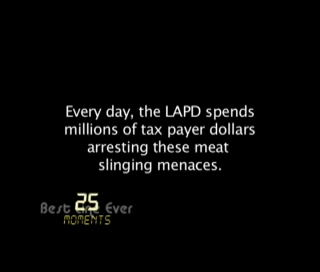 Every day, the LAPD spends
millions of tax payer dollars
arresting these meat
slinging menaces.
25
Best Ever
MOMENTS